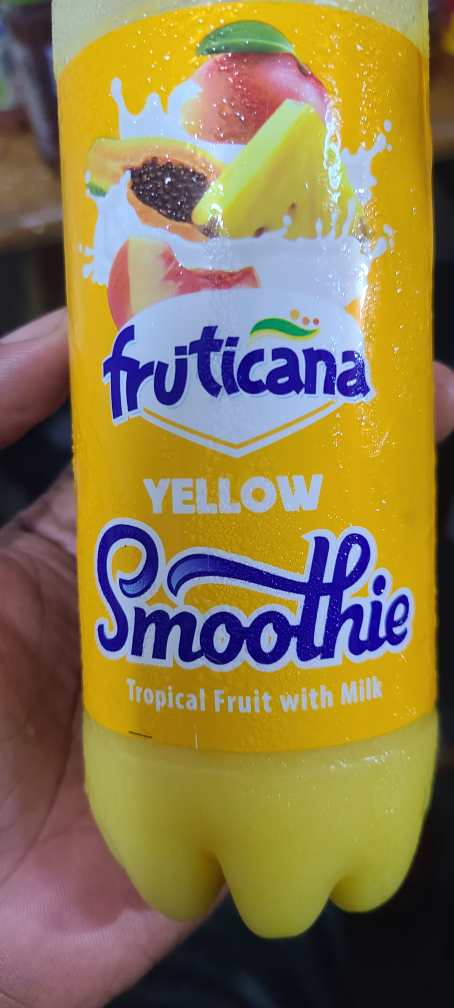 fruticana
YELLOW
Smoothie
Tropical Fruit with Milk